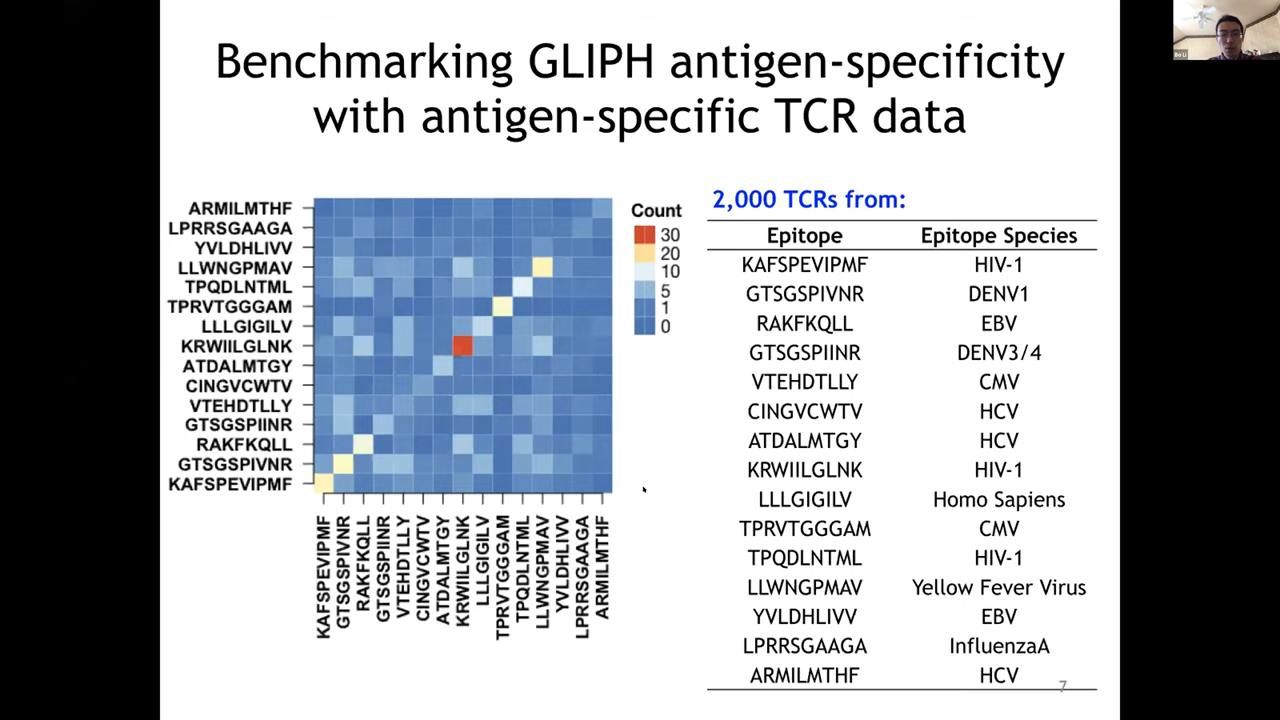 Benchmarking GLIPH antigen-specificity
with antigen-specific TCR data
Bo Li
ARMILMTHF
LPRRSGAAGA
YVLDHLIVV
LLWNGPMAV
TPQDLNTML
TPRVTGGGAM
LLLGIGILV
KRWIILGLNK
ATDALMTGY
CINGVCWTV
VTEHDTLLY
GTSGSPIINR
RAKFKQLL
GTSGSPIVNR
KAFSPEVIPMF
KAFSPEVIPMF
GTSGSPIVNR
RAKFKQLL
GTSGSPIINR
VTEHDTLLY
CINGVCWTV
ATDALMTGY
KRWIILGLNK
LLLGIGILV
TPRVTGGGAM
TPQDLNTML
LLWNGPMAV
YVLDHLIVV
LPRRSGAAGA
ARMILMTHF
Count
30
20
10
5
1
0
2,000 TCRs from:
Epitope Epitope Species
KAFSPEVIPMF HIV-1
GTSGSPIVNR DENV1
RAKFKQLL EBV
GTSGSPIINR DENV3/4
VTEHDTLLY CMV
CINGVCWTV HCV
ATDALMTGY HCV
KRWIILGLNK HIV-1
LLLGIGILV Homo Sapiens
TPRVTGGGAM CMV
TPQDLNTML HIV-1
LLWNGPMAV Yellow Fever Virus
YVLDHLIVV EBV
LPRRSGAAGA InfluenzaA
ARMILMTHF HCV
7